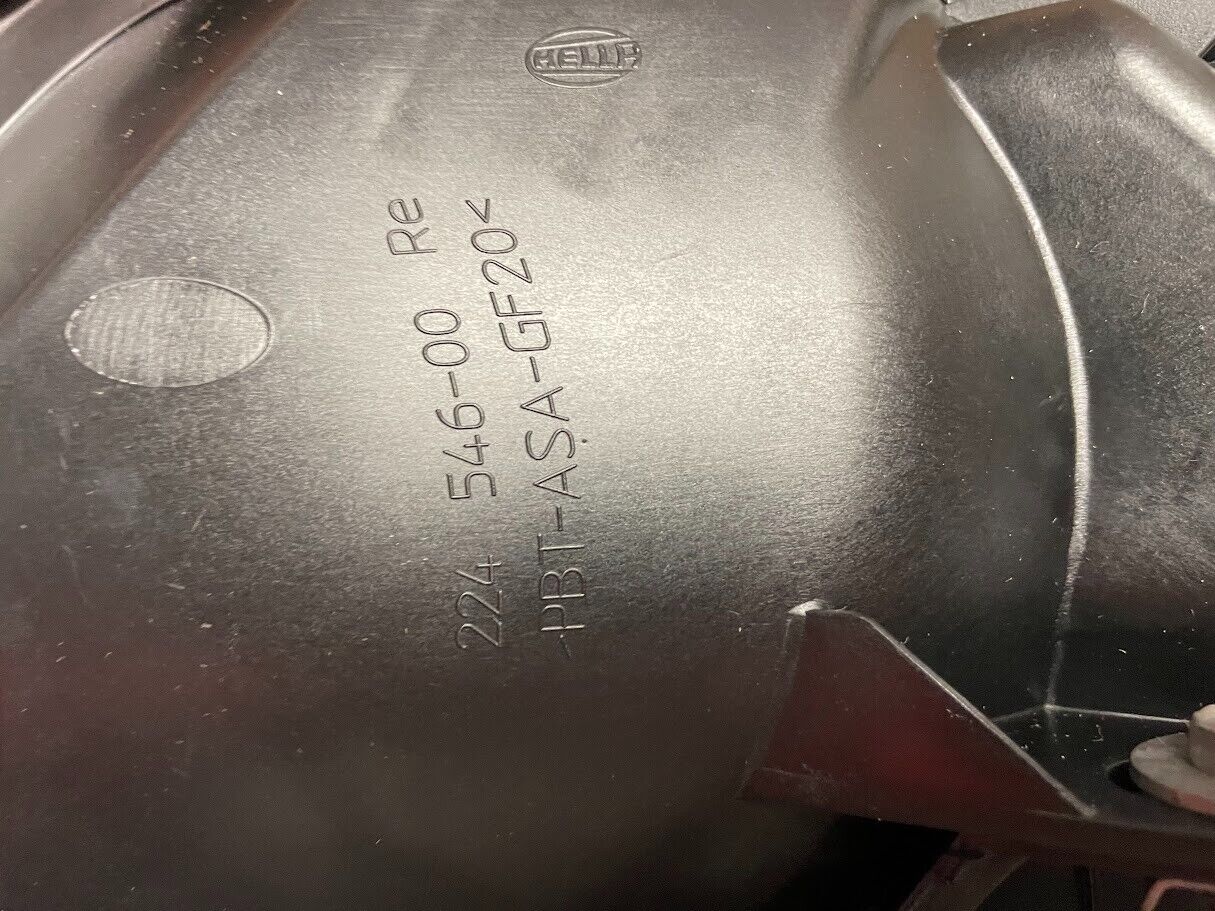 HELLA
224 546-00 Re
>PBT-ASA-GF20<